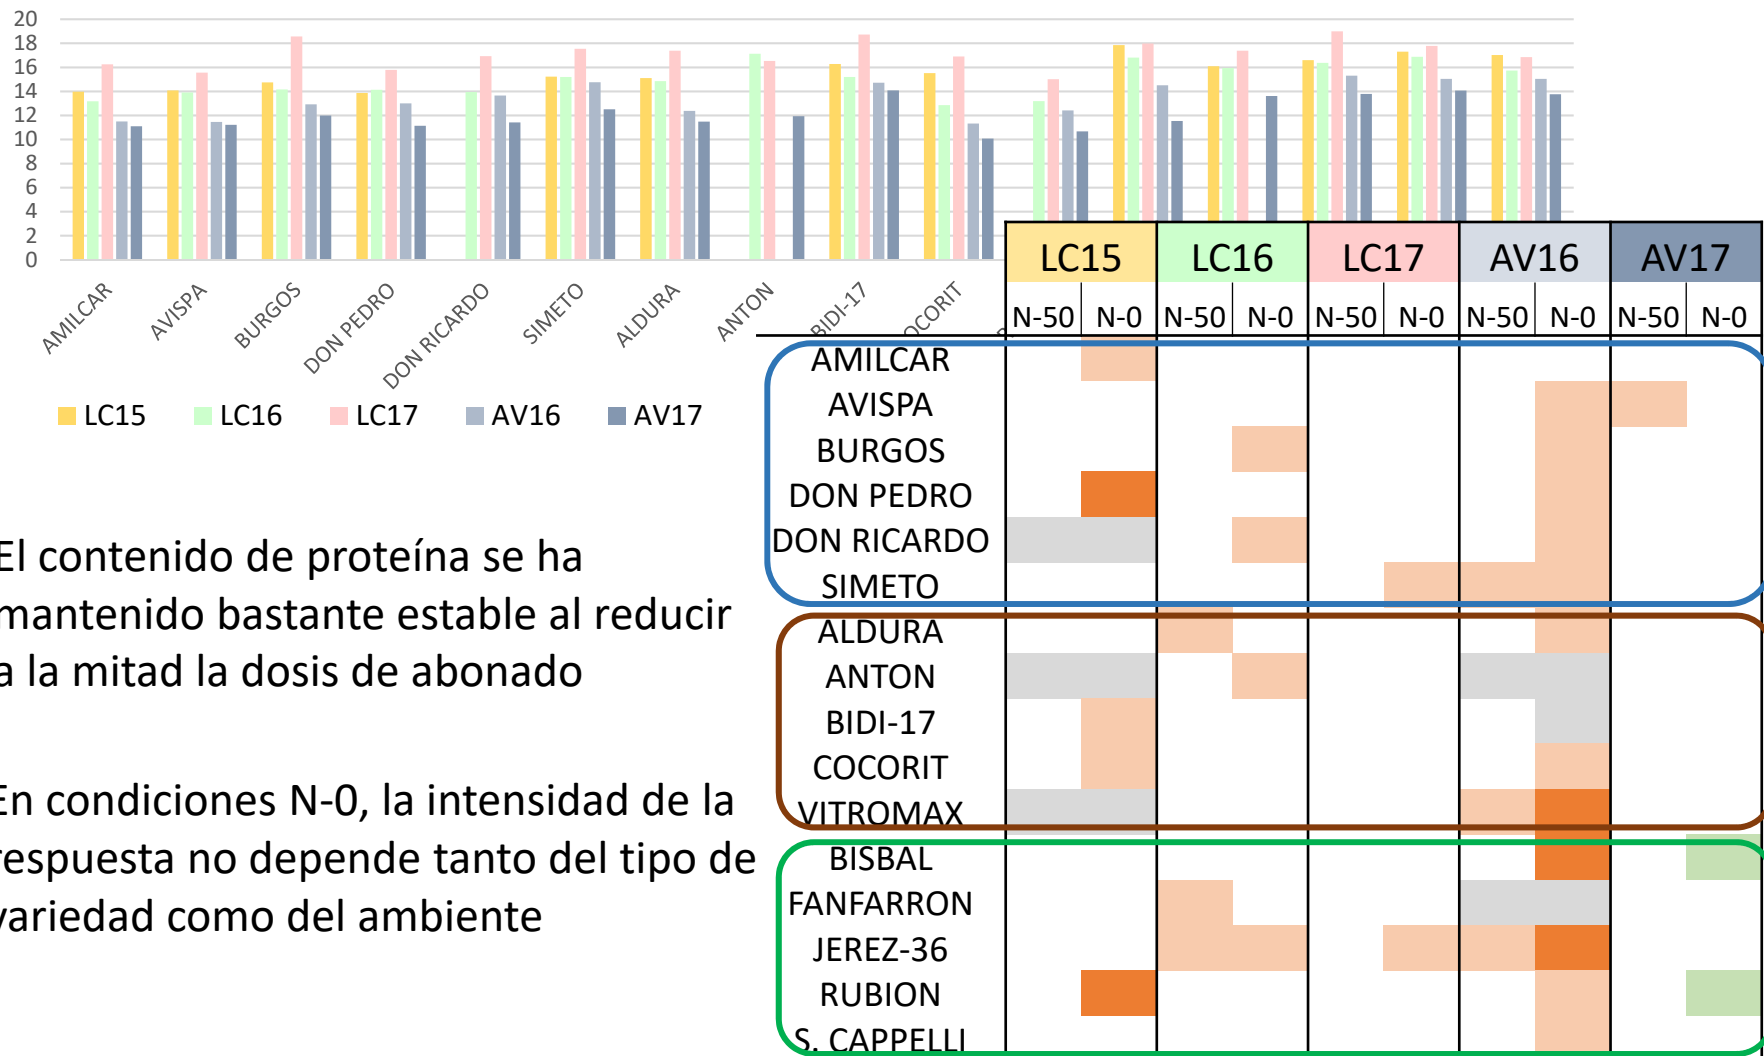 20
18
16
14
12
10
8
6
4
2
0
AMILCAR
AVISPA
BURGOS
DON PEDRO
DON RICARDO
SIMETO
ALDURA
ANTON
BIDI-17
OCORIT
LC15 LC16 LC17 AV16 AV17
LC15 LC16 LC17 AV16 AV17
N-50 N-0 N-50 N-0 N-50 N-0 N-50 N-0 N-50 N-0
AMILCAR
AVISPA
BURGOS
DON PEDRO
DON RICARDO
SIMETO
ALDURA
ANTON
BIDI-17
COCORIT
VITROMAX
BISBAL
FANFARRON
JEREZ-36
RUBION
S. CAPPELLI
El contenido de proteína se ha
mantenido bastante estable al reducir
a la mitad la dosis de abonado
En condiciones N-0, la intensidad de la
respuesta no depende tanto del tipo de
variedad como del ambiente